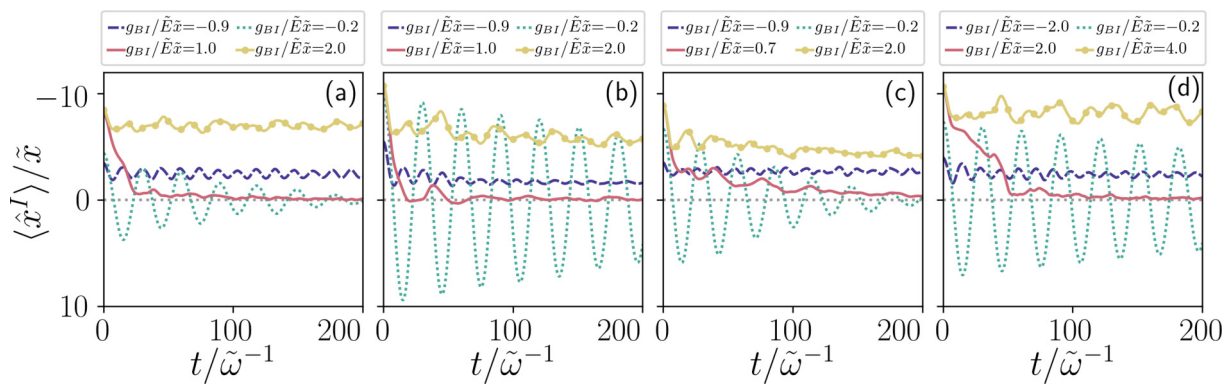 g_{BI}/Ẽx̃=−0.9 g_{BI}/Ẽx̃=−0.2
g_{BI}/Ẽx̃=1.0 g_{BI}/Ẽx̃=2.0
g_{BI}/Ẽx̃=−0.9 g_{BI}/Ẽx̃=−0.2
g_{BI}/Ẽx̃=1.0 g_{BI}/Ẽx̃=2.0
g_{BI}/Ẽx̃=−0.9 g_{BI}/Ẽx̃=−0.2
g_{BI}/Ẽx̃=0.7 g_{BI}/Ẽx̃=2.0
g_{BI}/Ẽx̃=−2.0 g_{BI}/Ẽx̃=−0.2
g_{BI}/Ẽx̃=2.0 g_{BI}/Ẽx̃=4.0
⟨x̂^I⟩/x̃
−10
0
10
(a)
(b)
(c)
(d)
0 100 200
0 100 200
0 100 200
0 100 200
t/ω̃^{−1}
t/ω̃^{−1}
t/ω̃^{−1}
t/ω̃^{−1}